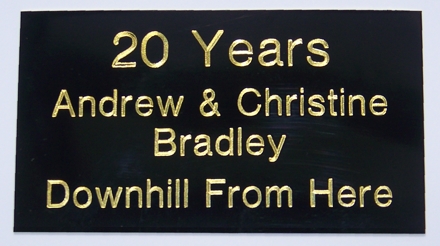 20 Years
Andrew & Christine
Bradley
Downhill From Here